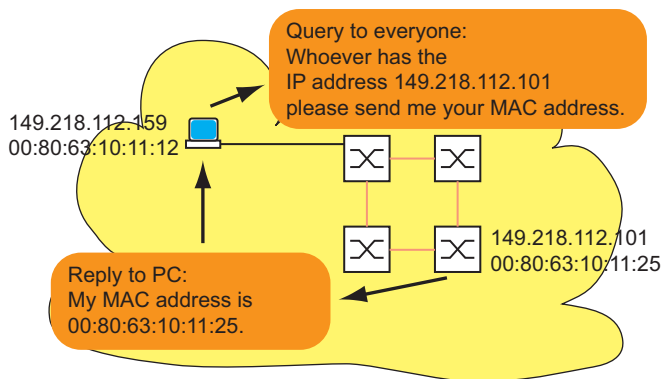 Query to everyone:
Whoever has the
IP address 149.218.112.101
please send me your MAC address.
149.218.112.159
00:80:63:10:11:12
149.218.112.101
00:80:63:10:11:25
Reply to PC:
My MAC address is
00:80:63:10:11:25.